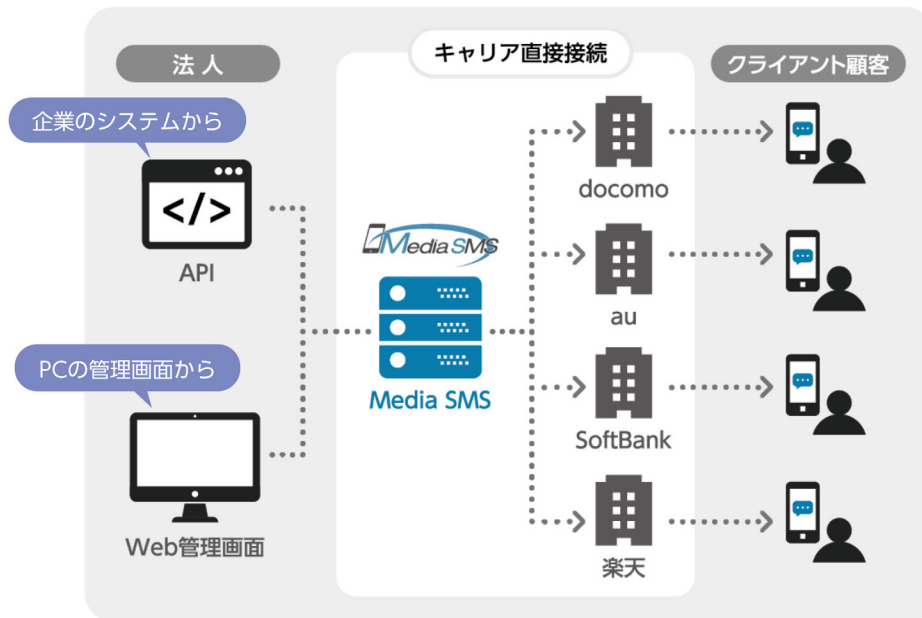 法人
キャリア直接接続
クライアント顧客
企業のシステムから
</>
API
docomo
Media SMS
au
PCの管理画面から
Media SMS
SoftBank
Web管理画面
楽天